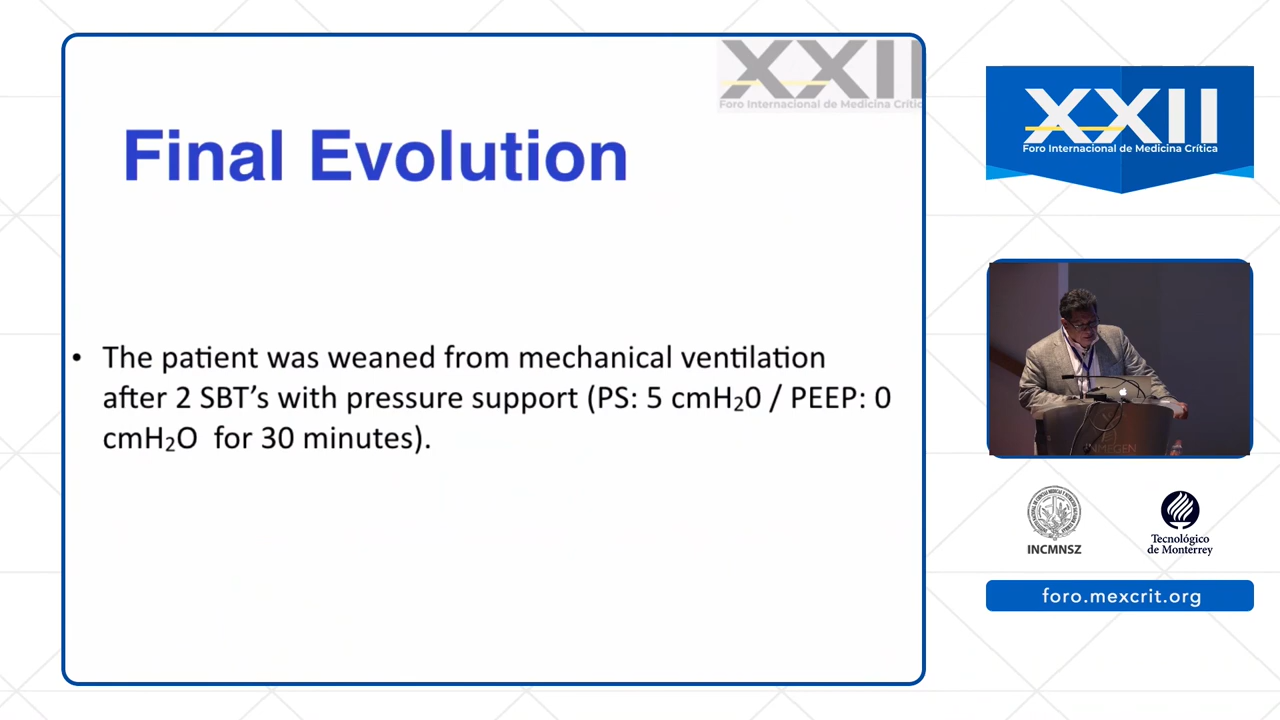 XXII
Foro Internacional de Medicina Crític
Final Evolution
• The patient was weaned from mechanical ventilation
after 2 SBT’s with pressure support (PS: 5 cmH₂0 / PEEP: 0
cmH₂O for 30 minutes).
XXII
Foro Internacional de Medicina Crítica
INMEGEN
INCMNSZ
Tecnológico
de Monterrey
foro.mexcrit.org